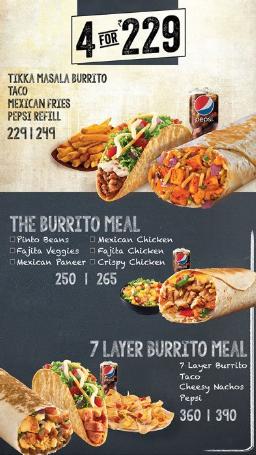 4 FOR ₹229
TIKKA MASALA BURRITO
TACO
MEXICAN FRIES
PEPSI REFILL
229 | 249
pepsi
THE BURRITO MEAL
Pinto Beans
Mexican Chicken
Fajita Veggies
Fajita Chicken
Mexican Paneer
Crispy Chicken
250 | 265
7 LAYER BURRITO MEAL
7 Layer Burrito
Taco
Cheesy Nachos
Pepsi
360 | 390